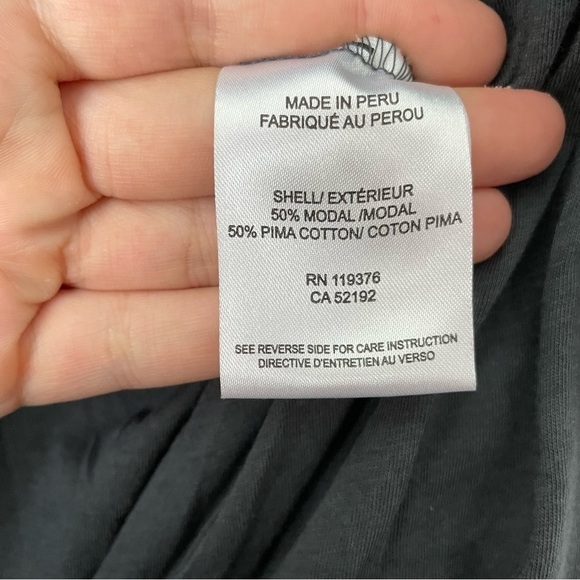 MADE IN PERU
FABRIQUÉ AU PEROU
SHELL/ EXTÉRIEUR
50% MODAL /MODAL
50% PIMA COTTON/ COTON PIMA
RN 119376
CA 52192
SEE REVERSE SIDE FOR CARE INSTRUCTION
DIRECTIVE D'ENTRETIEN AU VERSO